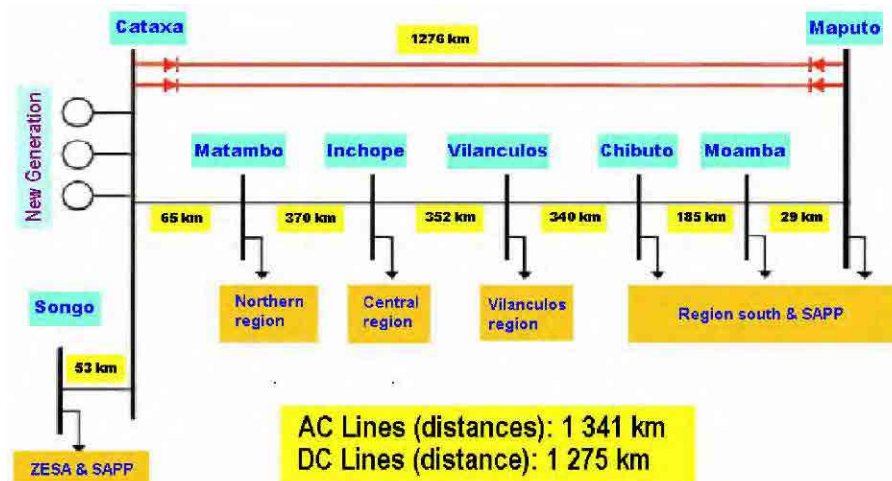 Cataxa
Maputo
1276 km
New Generation
Matambo
Inchope
Vilanculos
Chibuto
Moamba
65 km
370 km
352 km
340 km
185 km
29 km
Northern
region
Central
region
Vilanculos
region
Region south & SAPP
Songo
53 km
ZESA & SAPP
AC Lines (distances): 1 341 km
DC Lines (distance): 1 275 km